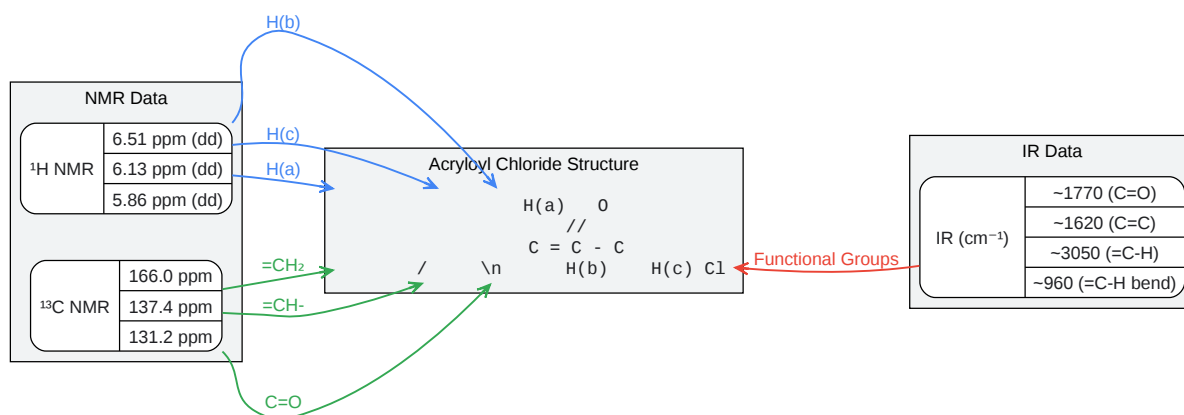 H(b)
NMR Data
¹H NMR
6.51 ppm (dd)
6.13 ppm (dd)
5.86 ppm (dd)
H(c)
H(a)
¹³C NMR
166.0 ppm
137.4 ppm
131.2 ppm
=CH₂
=CH-
C=O
Acryloyl Chloride Structure
H(a)    O
//
C = C - C
/       \n        H(b)     H(c) Cl
Functional Groups
IR Data
IR (cm⁻¹)
~1770 (C=O)
~1620 (C=C)
~3050 (=C-H)
~960 (=C-H bend)